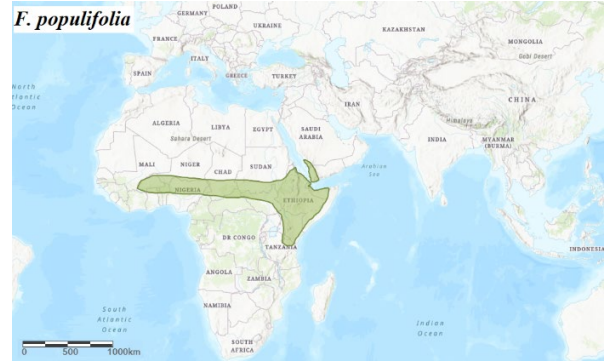 F. populifolia
POLAND
GERMANY
UKRAINE
KAZAKHSTAN
FRANCE
MONGOLIA
ITALY
Gobi Desert
SPAIN
GREECE
TURKEY
North
Atlantic
Ocean
CHINA
IRAN
Himalaya
ALGERIA
LIBYA
EGYPT
SAUDI
ARABIA
Sahara Desert
INDIA
MYANMAR
(BURMA)
MALI
NIGER
CHAD
SUDAN
Arabian
Sea
NIGERIA
ETHIOPIA
DR CONGO
TANZANIA
INDONESIA
ANGOLA
ZAMBIA
NAMIBIA
South
Atlantic
Ocean
Indian
Ocean
SOUTH
AFRICA
0 500 1000km